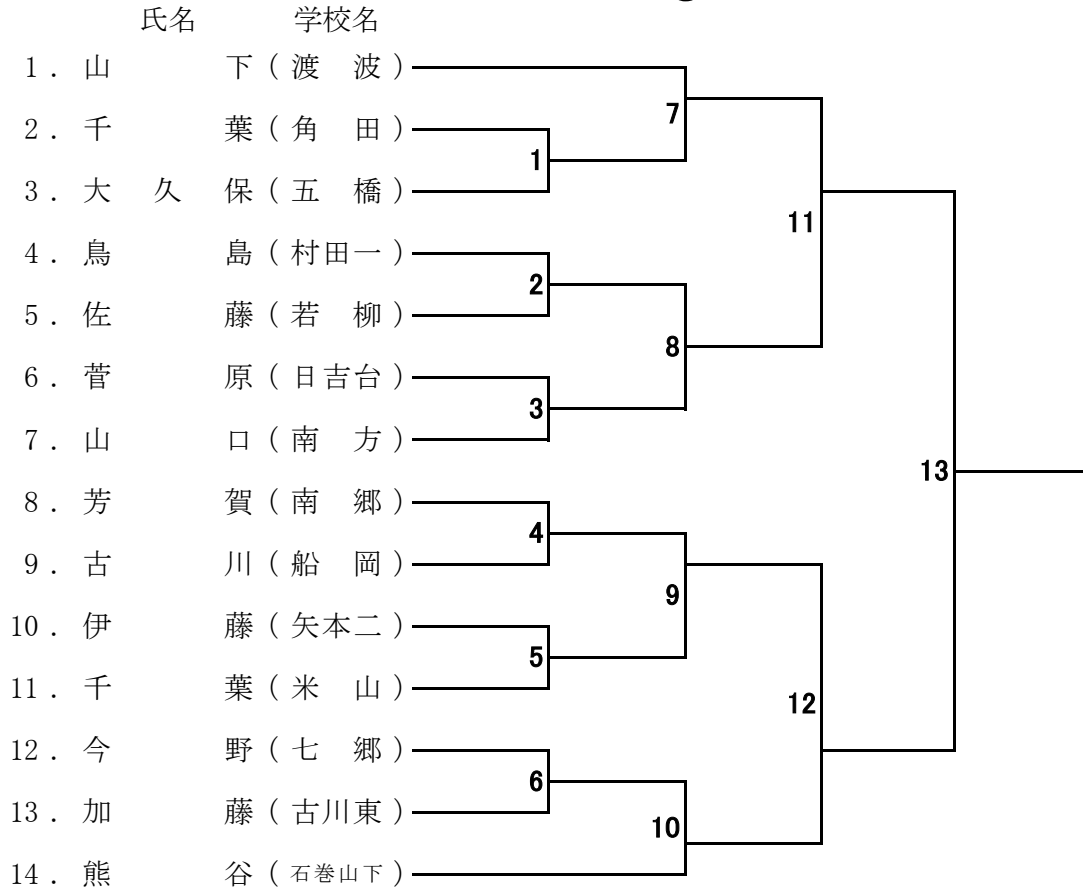 氏名 学校名
1. 山下(渡波)
7
2. 千葉(角田)
1
3. 大久保(五橋)
11
4. 鳥島(村田一)
2
5. 佐藤(若柳)
8
6. 菅原(日吉台)
3
7. 山口(南方)
13
8. 芳賀(南郷)
4
9. 古川(船岡)
9
10. 伊藤(矢本二)
5
11. 千葉(米山)
12
12. 今野(七郷)
6
13. 加藤(古川東)
10
14. 熊谷(石巻山下)